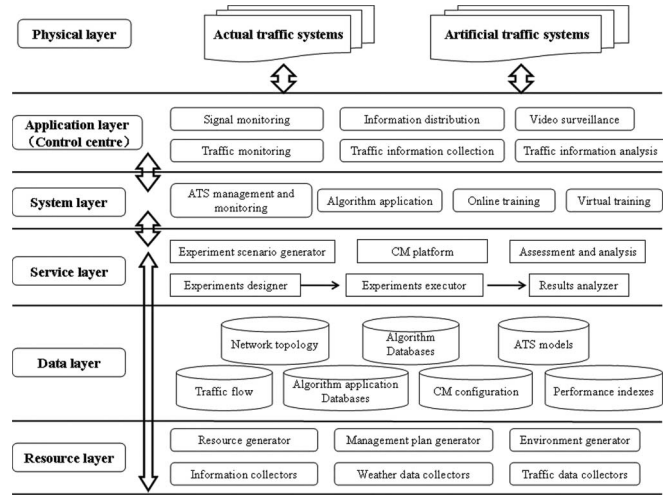 Physical layer
Actual traffic systems
Artificial traffic systems
Application layer
（Control centre）
Signal monitoring
Information distribution
Video surveillance
Traffic monitoring
Traffic information collection
Traffic information analysis
System layer
ATS management and
monitoring
Algorithm application
Online training
Virtual training
Service layer
Experiment scenario generator
CM platform
Assessment and analysis
Experiments designer
Experiments executor
Results analyzer
Data layer
Network topology
Algorithm
Databases
ATS models
Traffic flow
Algorithm application
Databases
CM configuration
Performance indexes
Resource layer
Resource generator
Management plan generator
Environment generator
Information collectors
Weather data collectors
Traffic data collectors